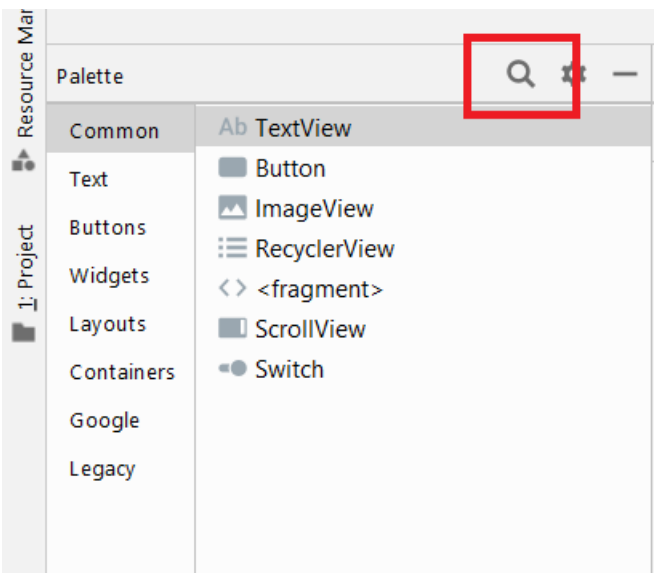 Resource Mar
1: Project
Palette
Common
Text
Buttons
Widgets
Layouts
Containers
Google
Legacy
Ab TextView
Button
ImageView
RecyclerView
<fragment>
ScrollView
Switch